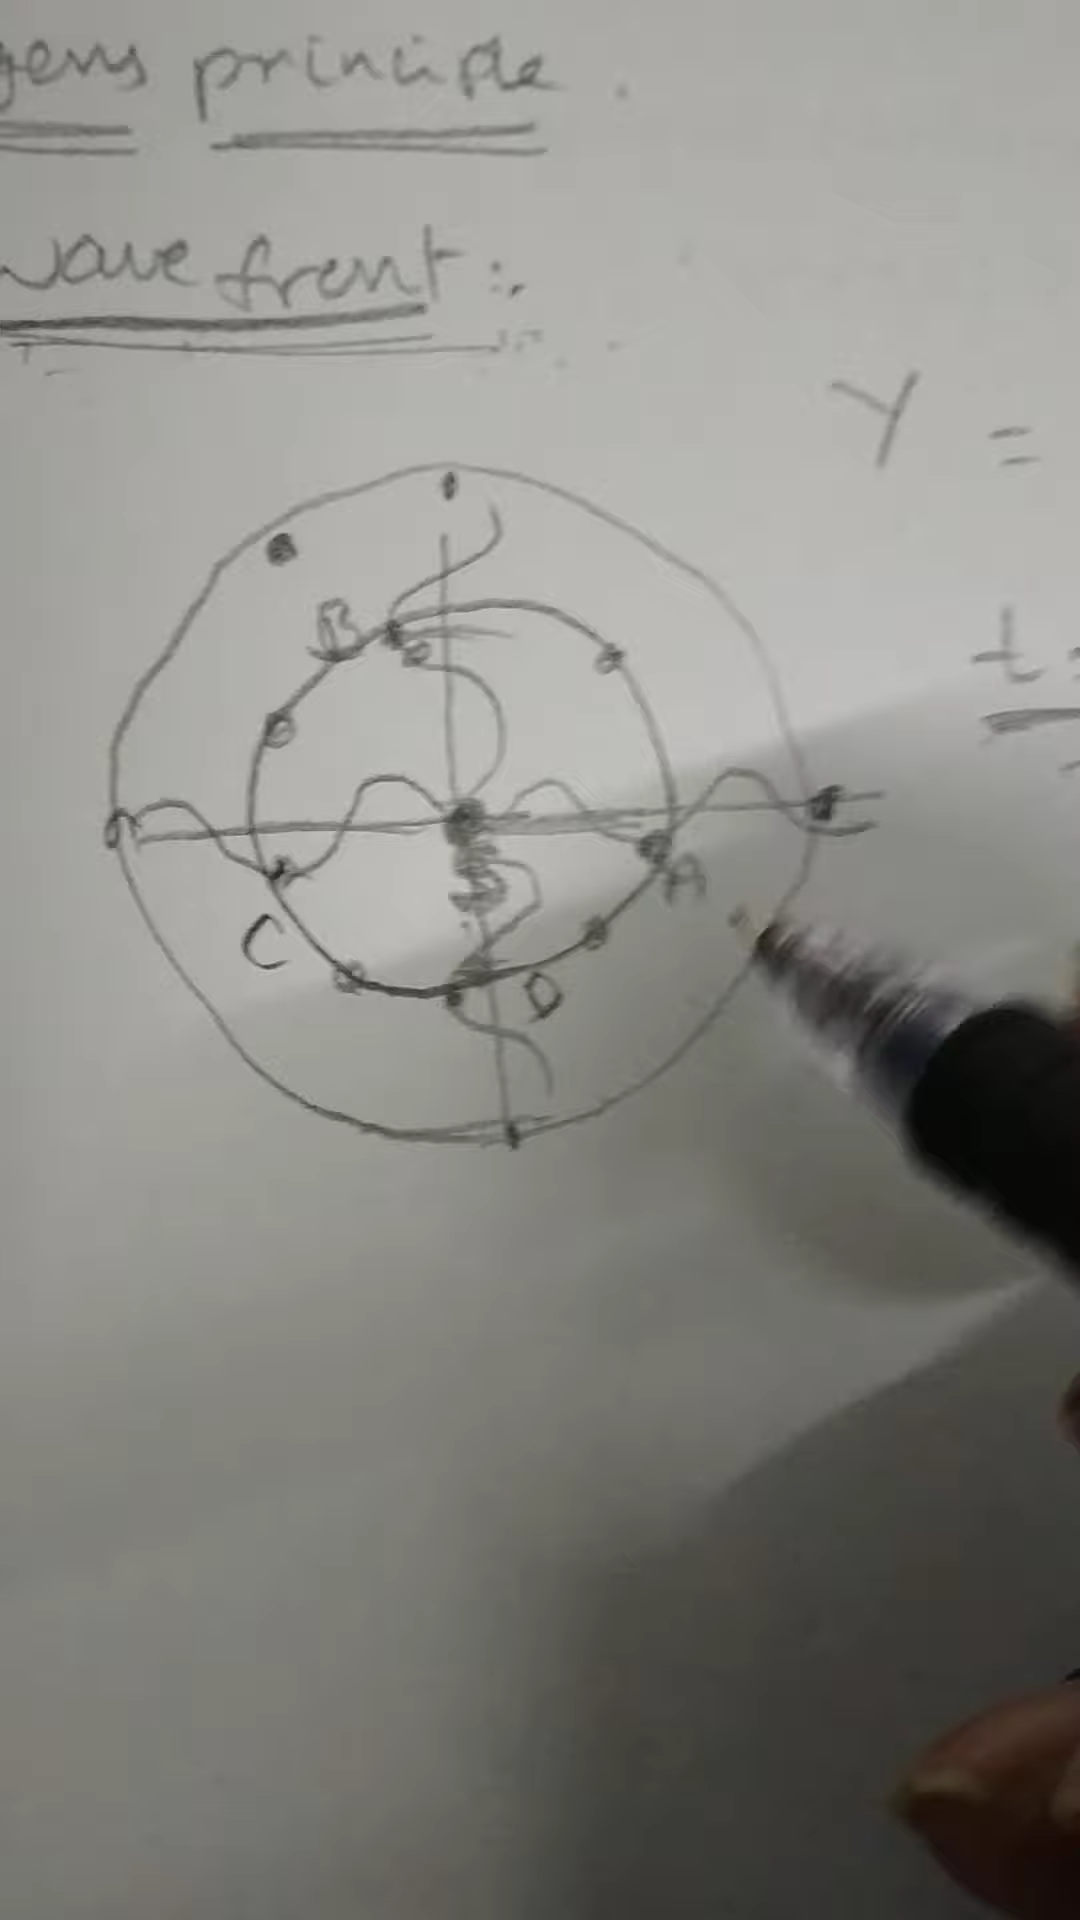 gens principle .
wave front :.
Y =
t =
B
S
A
C
D